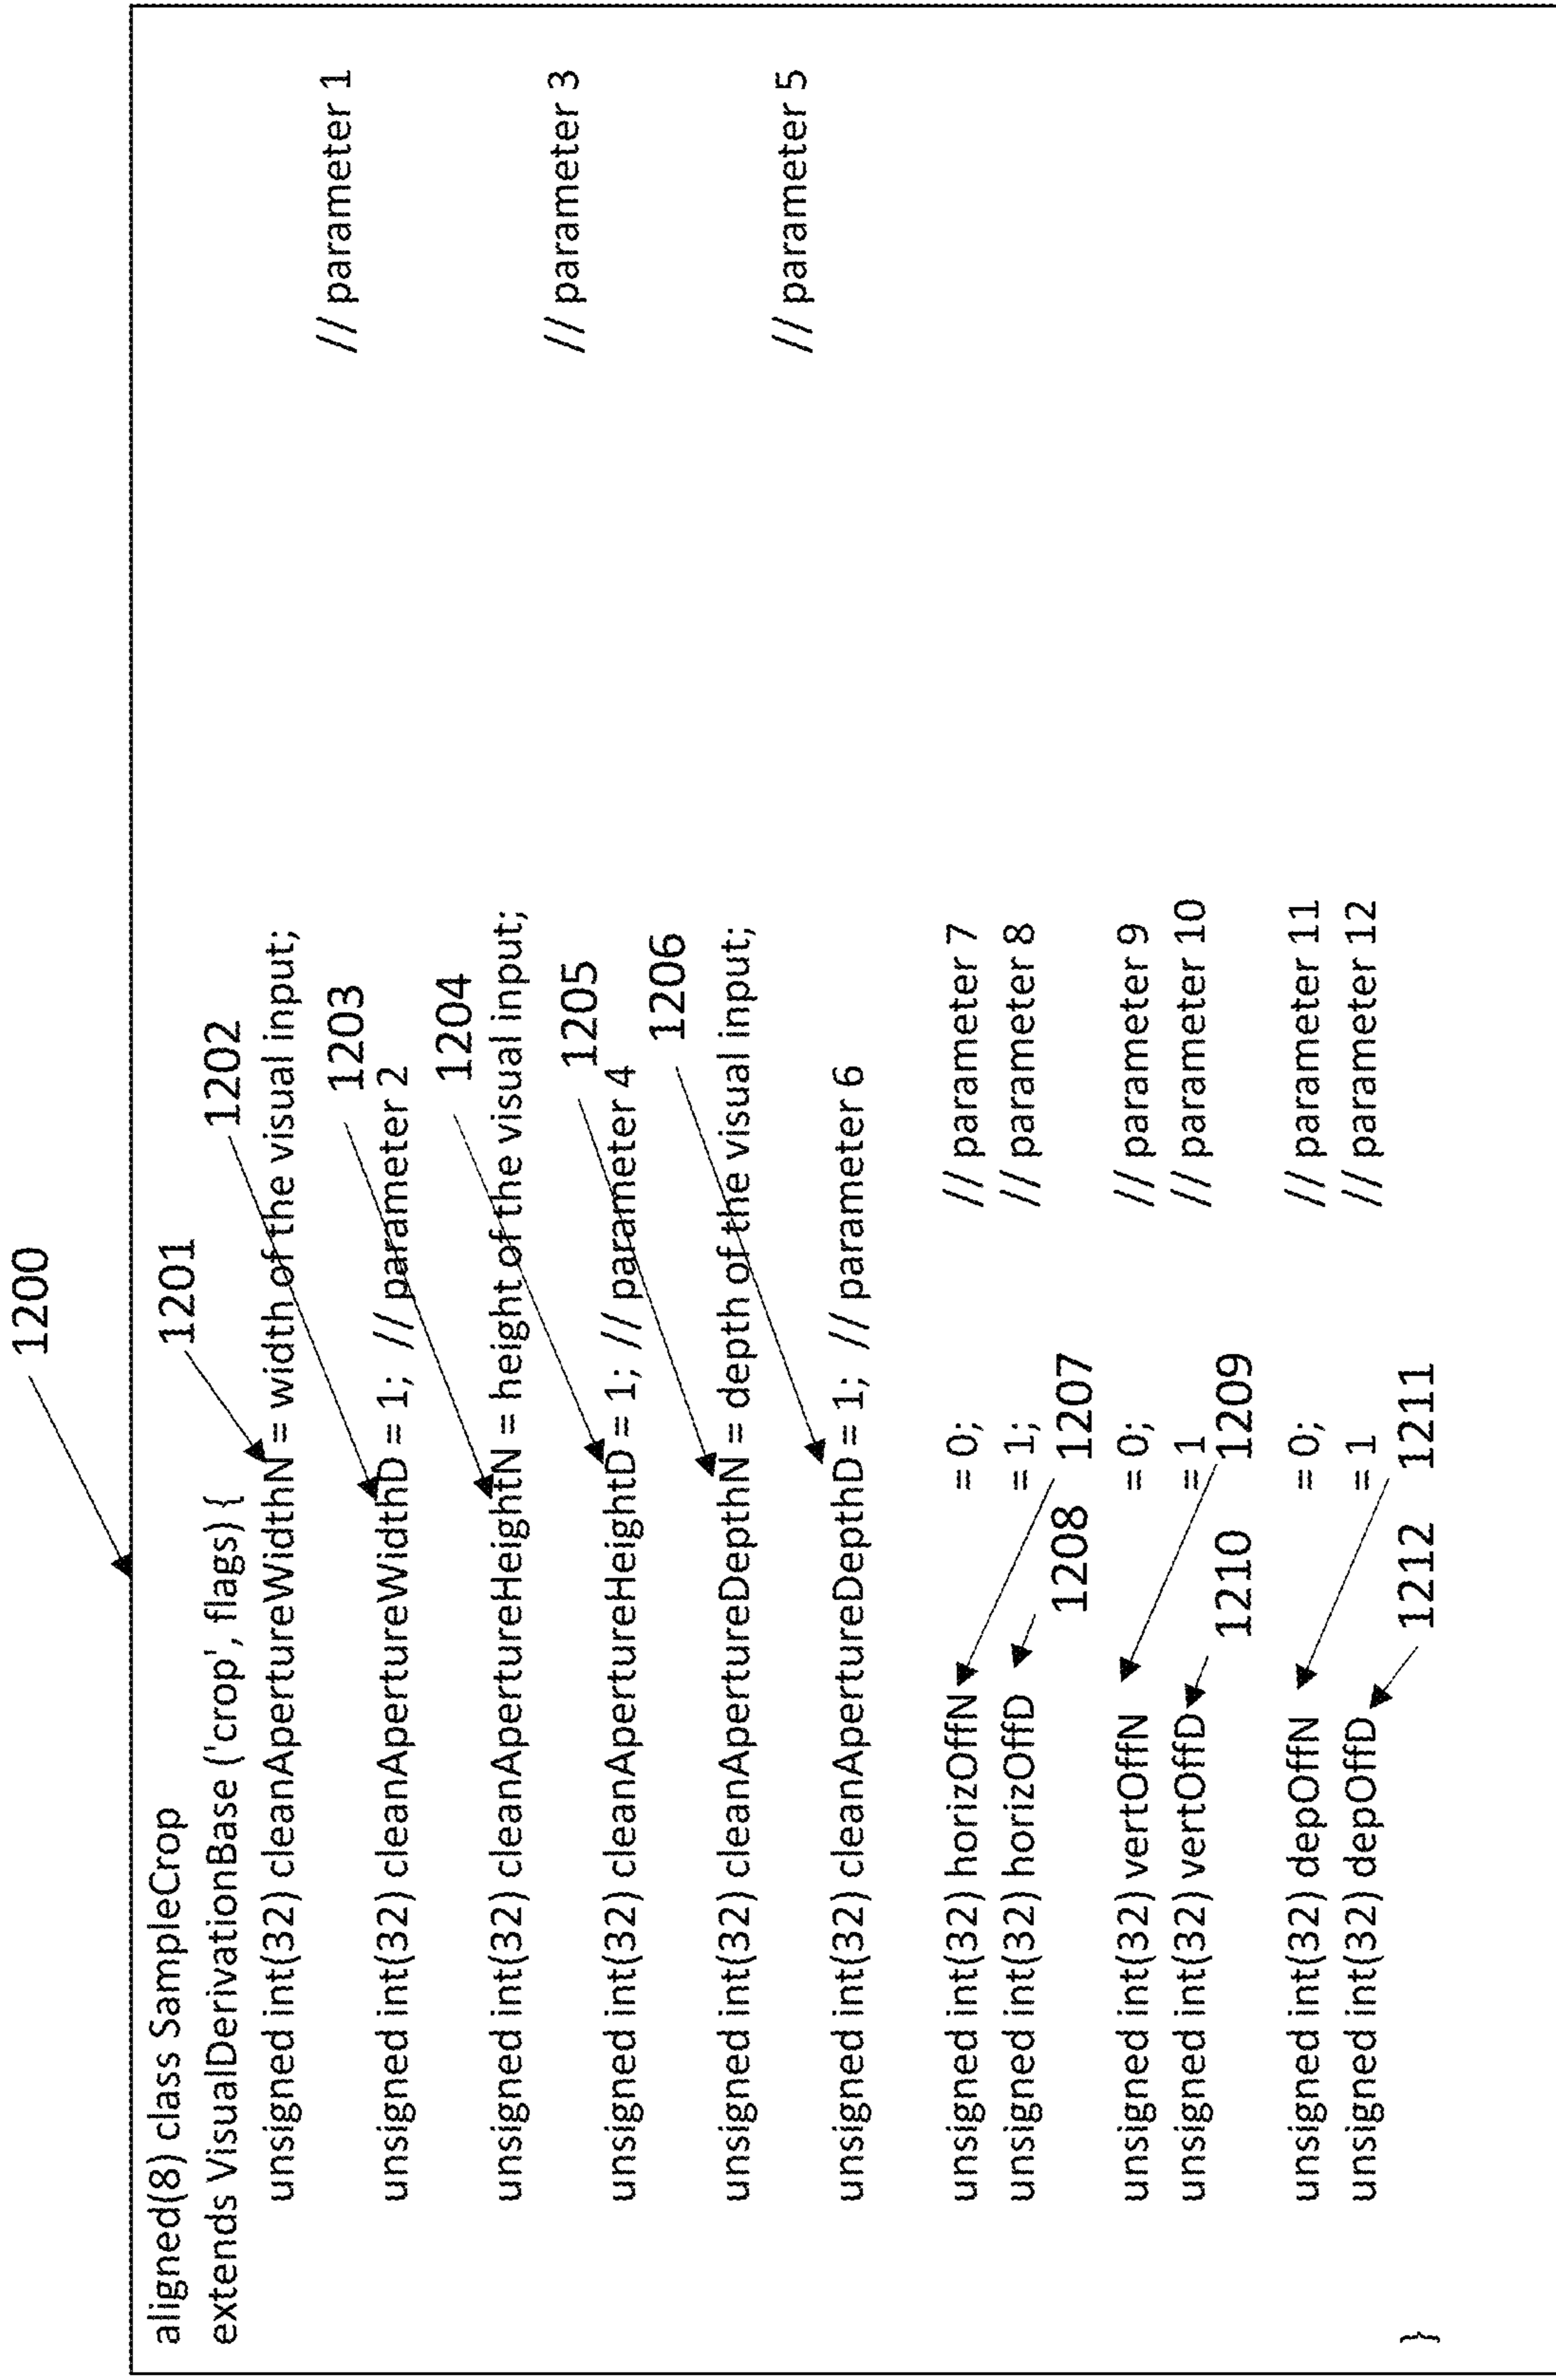 1200
aligned(8) class SampleCrop
1201
1202
extends VisualDerivationBase ('crop', flags) {
unsigned int(32) cleanApertureWidthN = width of the visual input;
// parameter 1
1203
unsigned int(32) cleanApertureWidthD = 1; // parameter 2
1204
unsigned int(32) cleanApertureHeightN = height of the visual input;
// parameter 3
1205
unsigned int(32) cleanApertureHeightD = 1; // parameter 4
1206
unsigned int(32) cleanApertureDepthN = depth of the visual input;
// parameter 5
unsigned int(32) cleanApertureDepthD = 1; // parameter 6
unsigned int(32) horizOffN = 0; // parameter 7
unsigned int(32) horizOffD = 1; // parameter 8
1208 1207
unsigned int(32) vertOffN = 0; // parameter 9
unsigned int(32) vertOffD = 1 // parameter 10
1210 1209
unsigned int(32) depOffN = 0; // parameter 11
unsigned int(32) depOffD = 1 // parameter 12
1212 1211
}